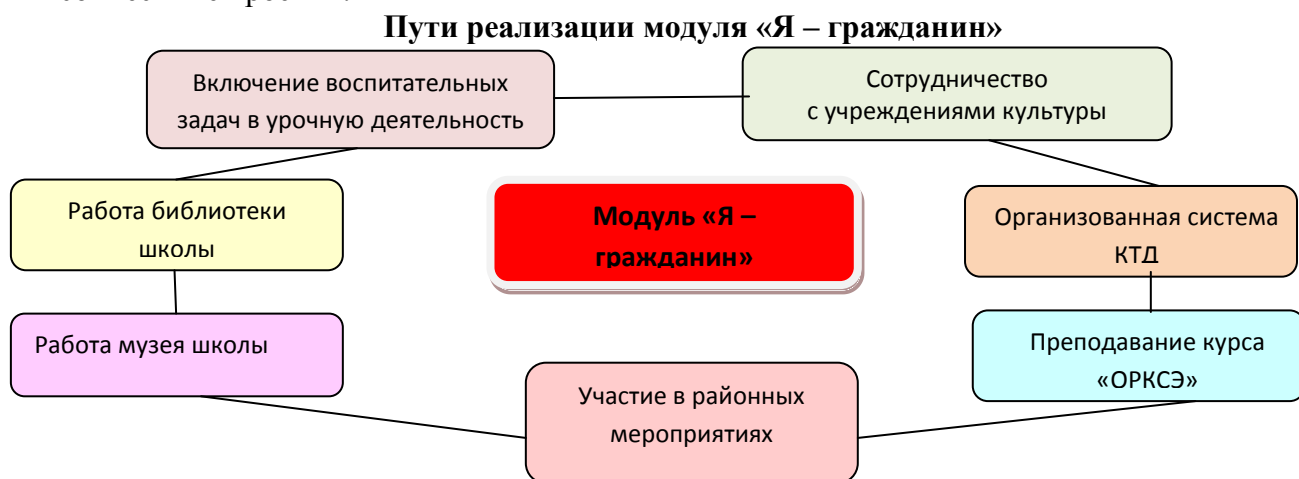 Пути реализации модуля «Я – гражданин»
Включение воспитательных
задач в урочную деятельность
Сотрудничество
с учреждениями культуры
Работа библиотеки
школы
Модуль «Я –
гражданин»
Организованная система
КТД
Работа музея школы
Преподавание курса
«ОРКСЭ»
Участие в районных
мероприятиях